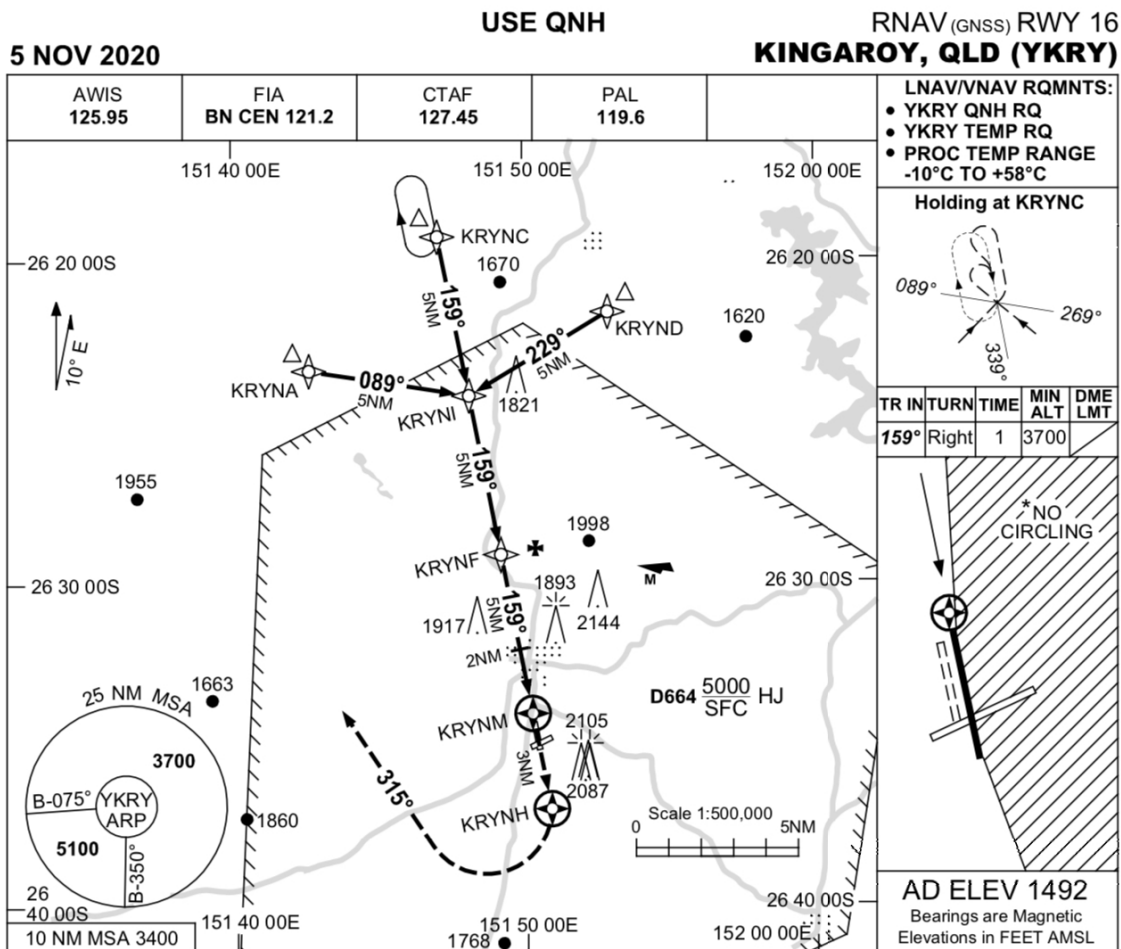 USE QNH
RNAV (GNSS) RWY 16
5 NOV 2020
KINGAROY, QLD (YKRY)
AWIS
125.95
FIA
BN CEN 121.2
CTAF
127.45
PAL
119.6
LNAV/VNAV RQMNTS:
• YKRY QNH RQ
• YKRY TEMP RQ
• PROC TEMP RANGE
-10°C TO +58°C
151 40 00E
151 50 00E
152 00 00E
Holding at KRYNC
089°
269°
339°
TR IN
TURN
TIME
MIN ALT
DME LMT
159°
Right
1
3700
KRYNC
1670
26 20 00S
26 20 00S
159°
5NM
KRYND
1620
10° E
229°
5NM
KRYNA
089°
5NM
KRYNI
1821
159°
5NM
1955
1998
*NO
CIRCLING
KRYNF
M
26 30 00S
26 30 00S
1893
159°
5NM
1917
2144
2NM
1663
D664 5000
SFC
HJ
25 NM MSA
3700
B-075°
YKRY
ARP
5100
B-350°
KRYNM
2105
3NM
2087
315°
KRYNH
1860
Scale 1:500,000
0
5NM
26
40 00S
26 40 00S
151 40 00E
151 50 00E
152 00 00E
10 NM MSA 3400
1768
AD ELEV 1492
Bearings are Magnetic
Elevations in FEET AMSL